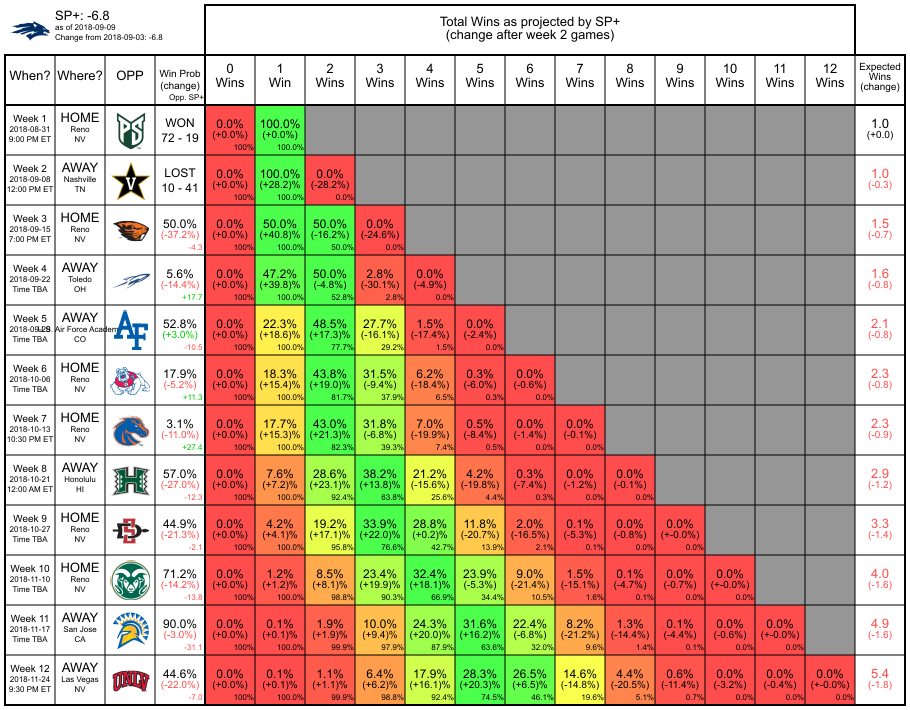 SP+: -6.8
as of 2018-09-09
Change from 2018-09-03: -6.8
Total Wins as projected by SP+
(change after week 2 games)
When? Where? OPP Win Prob (change) Opp. SP+ 0 Wins 1 Win 2 Wins 3 Wins 4 Wins 5 Wins 6 Wins 7 Wins 8 Wins 9 Wins 10 Wins 11 Wins 12 Wins Expected Wins (change)
Week 1 HOME PS WON 0.0% 100.0% 1.0
2018-08-31 Reno 72 - 19 (+0.0%) (+0.0%) (+0.0)
9:00 PM ET NV 100% 100.0%
Week 2 AWAY V LOST 0.0% 100.0% 0.0% 1.0
2018-09-08 Nashville 10 - 41 (+0.0%) (+28.2)% (-28.2%) (-0.3)
12:00 PM ET TN 100% 100.0% 0.0%
Week 3 HOME 50.0% 0.0% 50.0% 50.0% 0.0% 1.5
2018-09-15 Reno (-37.2%) (+0.0%) (+40.8)% (-16.2%) (-24.6%) (-0.7)
7:00 PM ET NV -4.3 100% 100.0% 50.0% 0.0%
Week 4 AWAY 5.6% 0.0% 47.2% 50.0% 2.8% 0.0% 1.6
2018-09-22 Toledo (-14.4%) (+0.0%) (+39.8)% (-4.8%) (-30.1%) (-4.9%) (-0.8)
Time TBA OH +17.7 100% 100.0% 52.8% 2.8% 0.0%
Week 5 AWAY AF 52.8% 0.0% 22.3% 48.5% 27.7% 1.5% 0.0% 2.1
2018-09-29 U.S. Air Force Academy (+3.0%) (+0.0%) (+18.6)% (+17.3%) (-16.1%) (-17.4%) (-2.4%) (-0.8)
Time TBA CO -10.5 100% 100.0% 77.7% 29.2% 1.5% 0.0%
Week 6 HOME 17.9% 0.0% 18.3% 43.8% 31.5% 6.2% 0.3% 0.0% 2.3
2018-10-06 Reno (-5.2%) (+0.0%) (+15.4)% (+19.0%) (-9.4%) (-18.4%) (-6.0%) (-0.6%) (-0.8)
Time TBA NV +11.3 100% 100.0% 81.7% 37.9% 6.5% 0.3% 0.0%
Week 7 HOME 3.1% 0.0% 17.7% 43.0% 31.8% 7.0% 0.5% 0.0% 0.0% 2.3
2018-10-13 Reno (-11.0%) (+0.0%) (+15.3)% (+21.3%) (-6.8%) (-19.9%) (-8.4%) (-1.4%) (-0.1%) (-0.9)
10:30 PM ET NV +27.4 100% 100.0% 82.3% 39.3% 7.4% 0.5% 0.0% 0.0%
Week 8 AWAY H 57.0% 0.0% 7.6% 28.6% 38.2% 21.2% 4.2% 0.3% 0.0% 0.0% 2.9
2018-10-21 Honolulu (-27.0%) (+0.0%) (+7.2)% (+23.1%) (+13.8%) (-15.6%) (-19.8%) (-7.4%) (-1.2%) (-0.1%) (-1.2)
12:00 AM ET HI -12.3 100% 100.0% 92.4% 63.8% 25.6% 4.4% 0.3% 0.0% 0.0%
Week 9 HOME SD 44.9% 0.0% 4.2% 19.2% 33.9% 28.8% 11.8% 2.0% 0.1% 0.0% 0.0% 3.3
2018-10-27 Reno (-21.3%) (+0.0%) (+4.1)% (+17.1%) (+22.0%) (+0.2%) (-20.7%) (-16.5%) (-5.3%) (-0.8%) (+-0.0%) (-1.4)
Time TBA NV -2.1 100% 100.0% 95.8% 76.6% 42.7% 13.9% 2.1% 0.1% 0.0% 0.0%
Week 10 HOME 71.2% 0.0% 1.2% 8.5% 23.4% 32.4% 23.9% 9.0% 1.5% 0.1% 0.0% 0.0% 4.0
2018-11-10 Reno (-14.2%) (+0.0%) (+1.2)% (+8.1%) (+19.9%) (+18.1%) (-5.3%) (-21.4%) (-15.1%) (-4.7%) (-0.7%) (+-0.0%) (-1.6)
Time TBA NV -13.8 100% 100.0% 98.8% 90.3% 66.9% 34.4% 10.5% 1.6% 0.1% 0.0% 0.0%
Week 11 AWAY 90.0% 0.0% 0.1% 1.9% 10.0% 24.3% 31.6% 22.4% 8.2% 1.3% 0.1% 0.0% 0.0% 4.9
2018-11-17 San Jose (-3.0%) (+0.0%) (+0.1)% (+1.9%) (+9.4%) (+20.0%) (+16.2%) (-6.8%) (-21.2%) (-14.4%) (-4.4%) (-0.6%) (+-0.0%) (-1.6)
Time TBA CA -31.1 100% 100.0% 99.9% 97.9% 87.9% 63.6% 32.0% 9.6% 1.4% 0.1% 0.0% 0.0%
Week 12 AWAY UNLV 44.6% 0.0% 0.1% 1.1% 6.4% 17.9% 28.3% 26.5% 14.6% 4.4% 0.6% 0.0% 0.0% 0.0% 5.4
2018-11-24 Las Vegas (-22.0%) (+0.0%) (+0.1)% (+1.1%) (+6.2%) (+16.1%) (+20.3%) (+6.5%) (-14.8%) (-20.5%) (-11.4%) (-3.2%) (-0.4%) (+-0.0%) (-1.8)
9:30 PM ET NV -7.0 100% 100.0% 99.9% 98.8% 92.4% 74.5% 46.1% 19.6% 5.1% 0.7% 0.0% 0.0% 0.0%